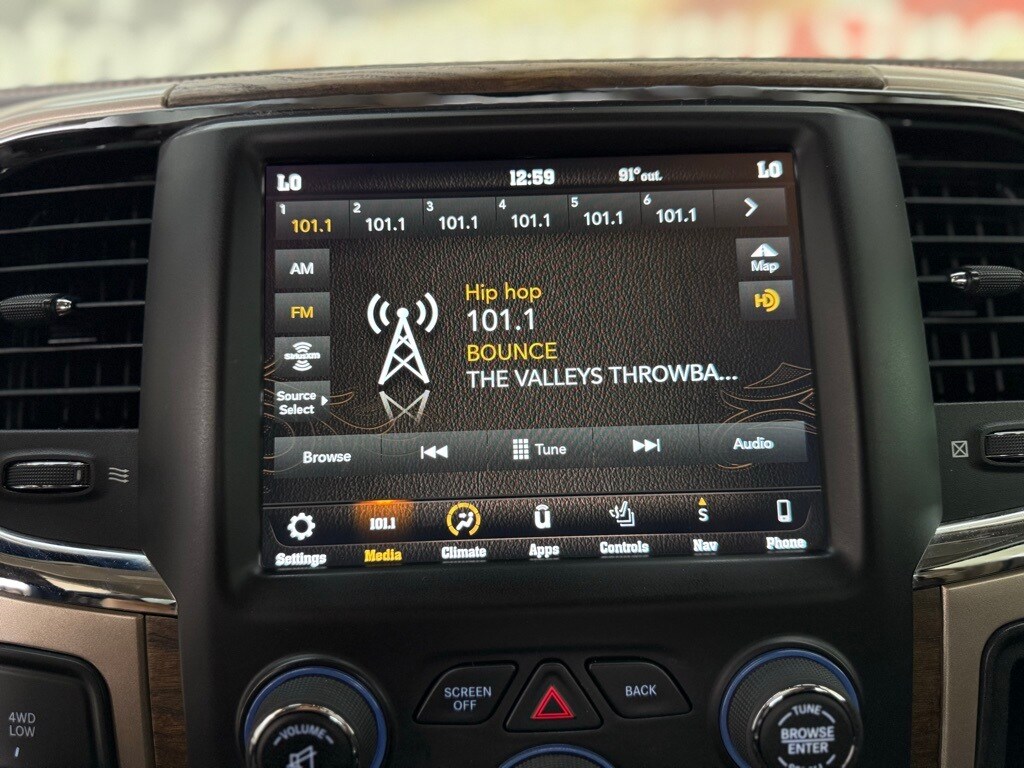 LO 12:59 91° out. LO
1 101.1 2 101.1 3 101.1 4 101.1 5 101.1 6 101.1
AM
Map
FM
HD
SiriusXM
Source
Select
Hip hop
101.1
BOUNCE
THE VALLEYS THROWBA...
Browse Tune Audio
101.1 S
Settings Media Climate Apps Controls Nav Phone
SCREEN
OFF
BACK
4WD
LOW
VOLUME
TUNE
BROWSE
ENTER